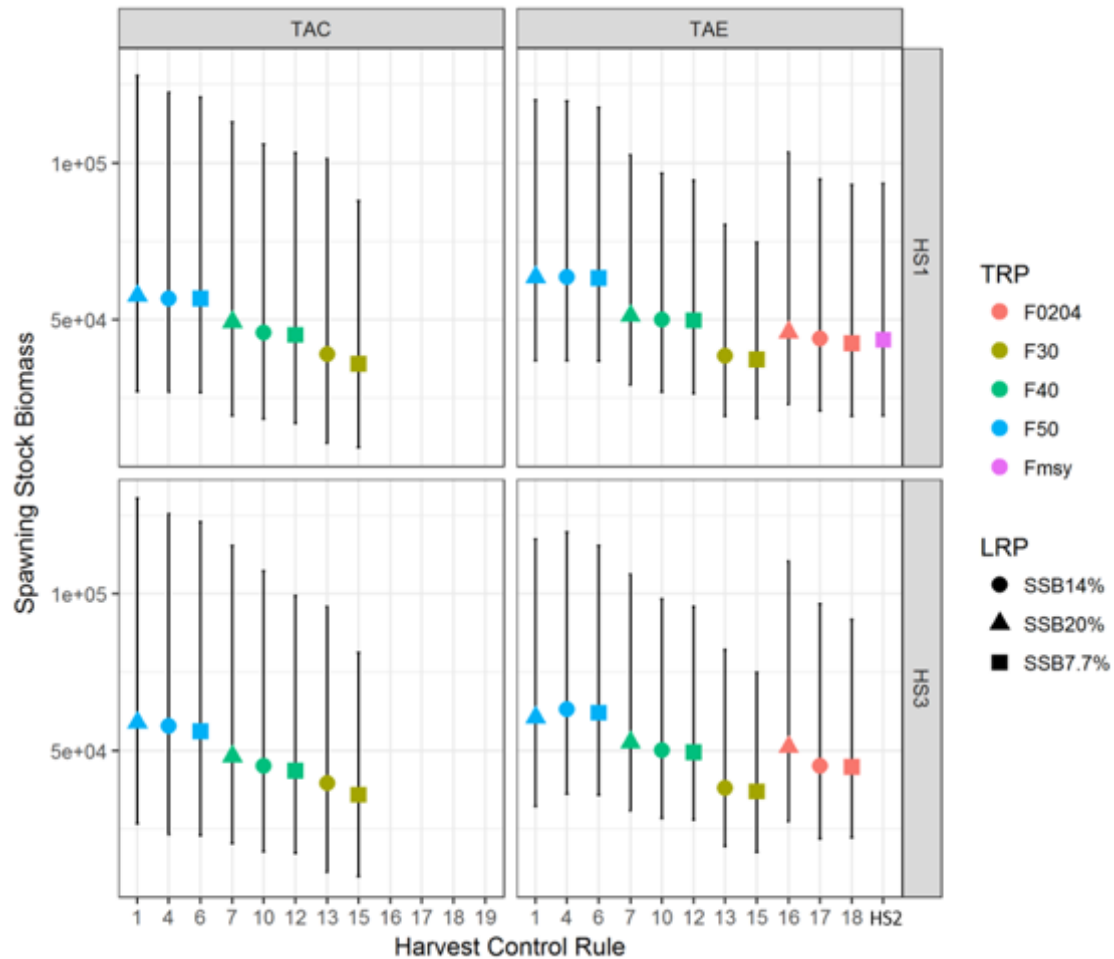 TAC
TAE
Spawning Stock Biomass
1e+05
5e+04
HS1
1e+05
5e+04
HS3
1 4 6 7 10 12 13 15 16 17 18 19
1 4 6 7 10 12 13 15 16 17 18 HS2
Harvest Control Rule
TRP
F0204
F30
F40
F50
Fmsy
LRP
SSB14%
SSB20%
SSB7.7%